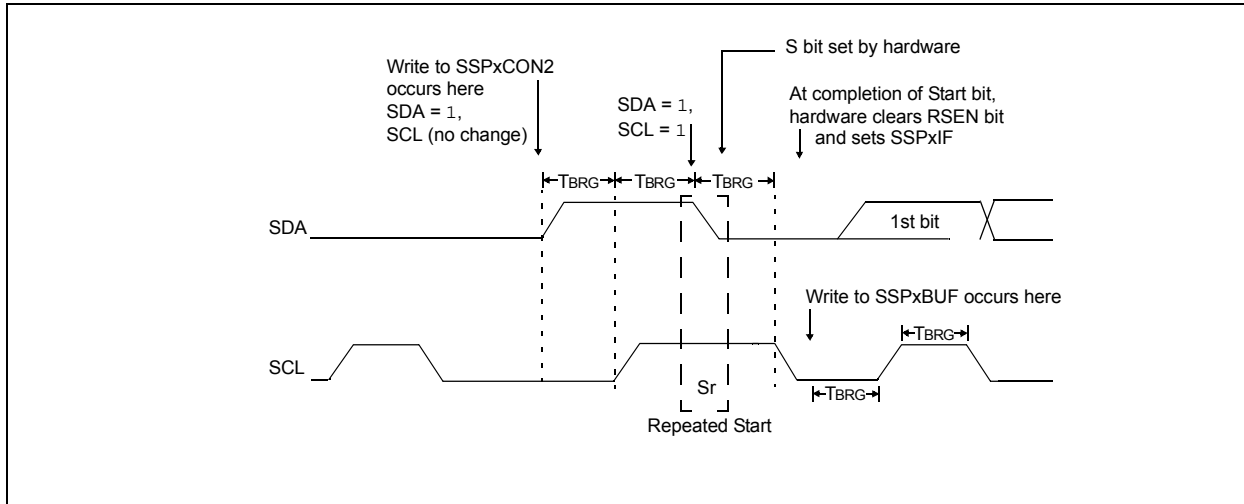 S bit set by hardware
Write to SSPxCON2
occurs here
SDA = 1,
SCL (no change)
SDA = 1,
SCL = 1
At completion of Start bit,
hardware clears RSEN bit
and sets SSPxIF
TBRG
TBRG
TBRG
SDA
1st bit
Write to SSPxBUF occurs here
TBRG
SCL
Sr
TBRG
Repeated Start